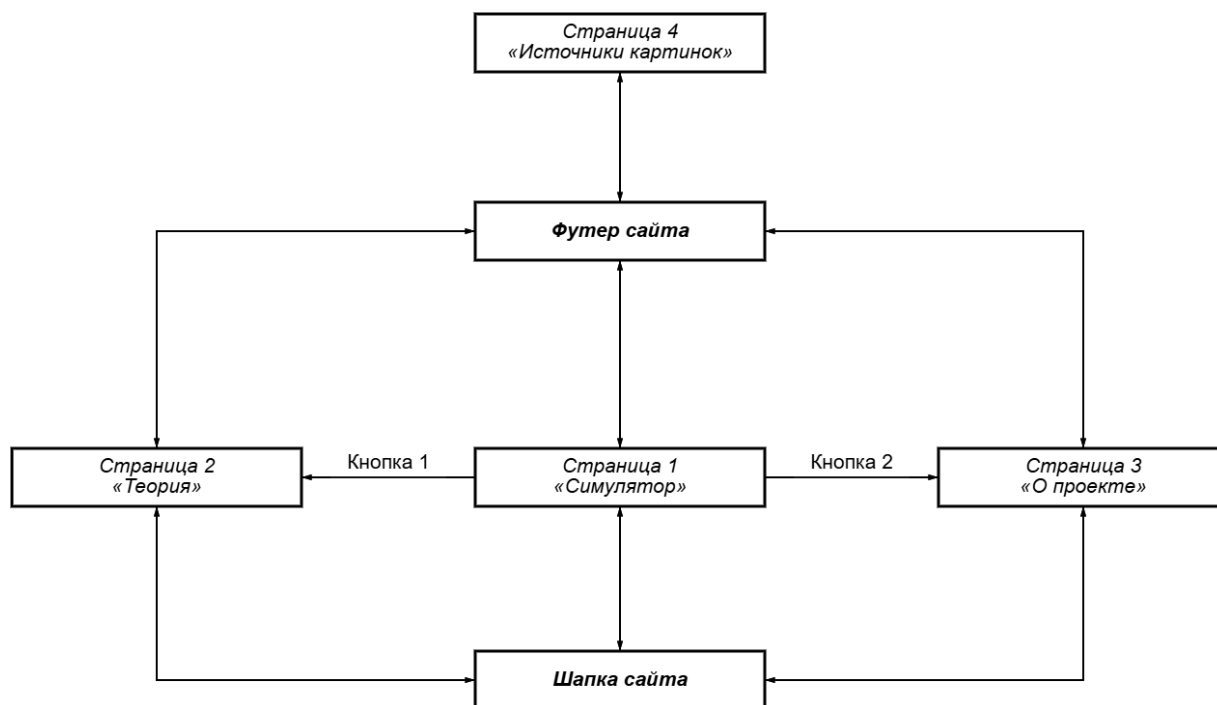 Страница 4
«Источники картинок»
Футер сайта
Страница 2
«Теория»
Кнопка 1
Страница 1
«Симулятор»
Кнопка 2
Страница 3
«О проекте»
Шапка сайта